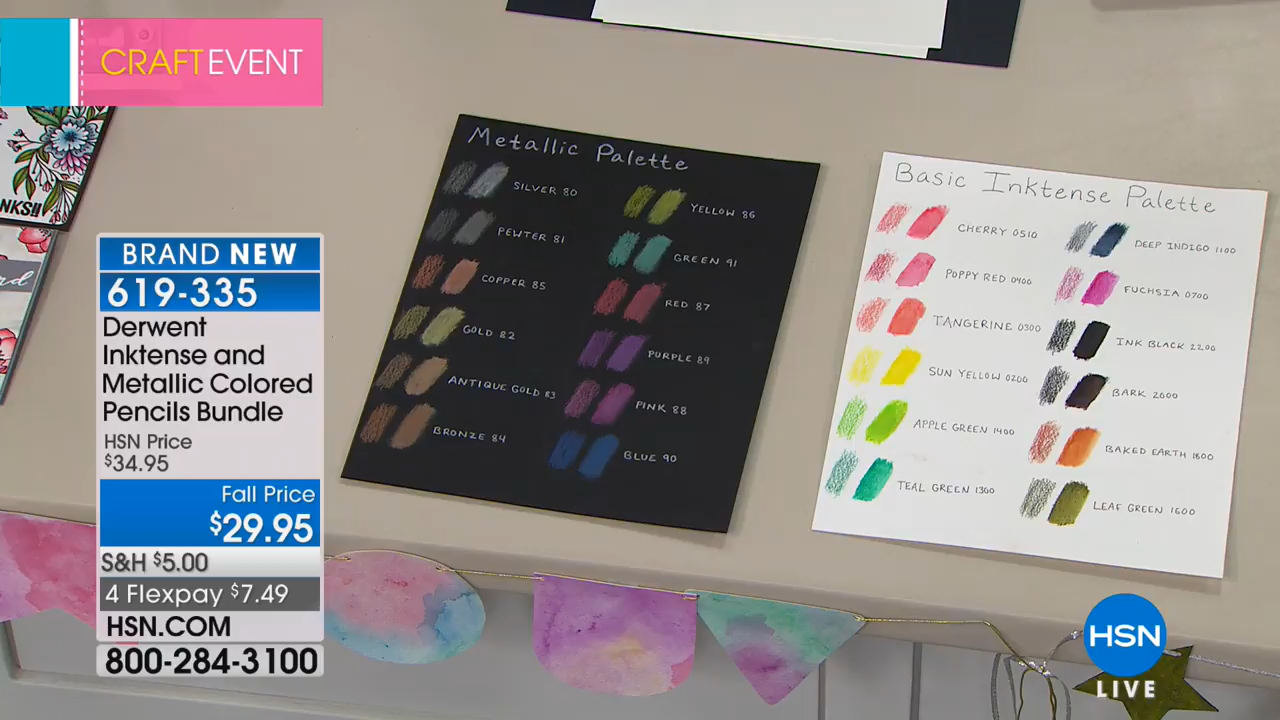 CRAFT EVENT
NKS!!
rd
BRAND NEW
619-335
Derwent
Inktense and
Metallic Colored
Pencils Bundle
HSN Price
$34.95
Fall Price
$29.95
S&H $5.00
4 Flexpay $7.49
HSN.COM
800-284-3100
Metallic Palette
SILVER 80
PEWTER 81
COPPER 85
GOLD 82
ANTIQUE GOLD 83
BRONZE 84
YELLOW 86
GREEN 91
RED 87
PURPLE 89
PINK 88
BLUE 90
Basic Inktense Palette
CHERRY 0510
POPPY RED 0400
TANGERINE 0300
SUN YELLOW 0200
APPLE GREEN 1400
TEAL GREEN 1300
DEEP INDIGO 1100
FUCHSIA 0700
INK BLACK 2200
BARK 2000
BAKED EARTH 1800
LEAF GREEN 1600
HSN
LIVE